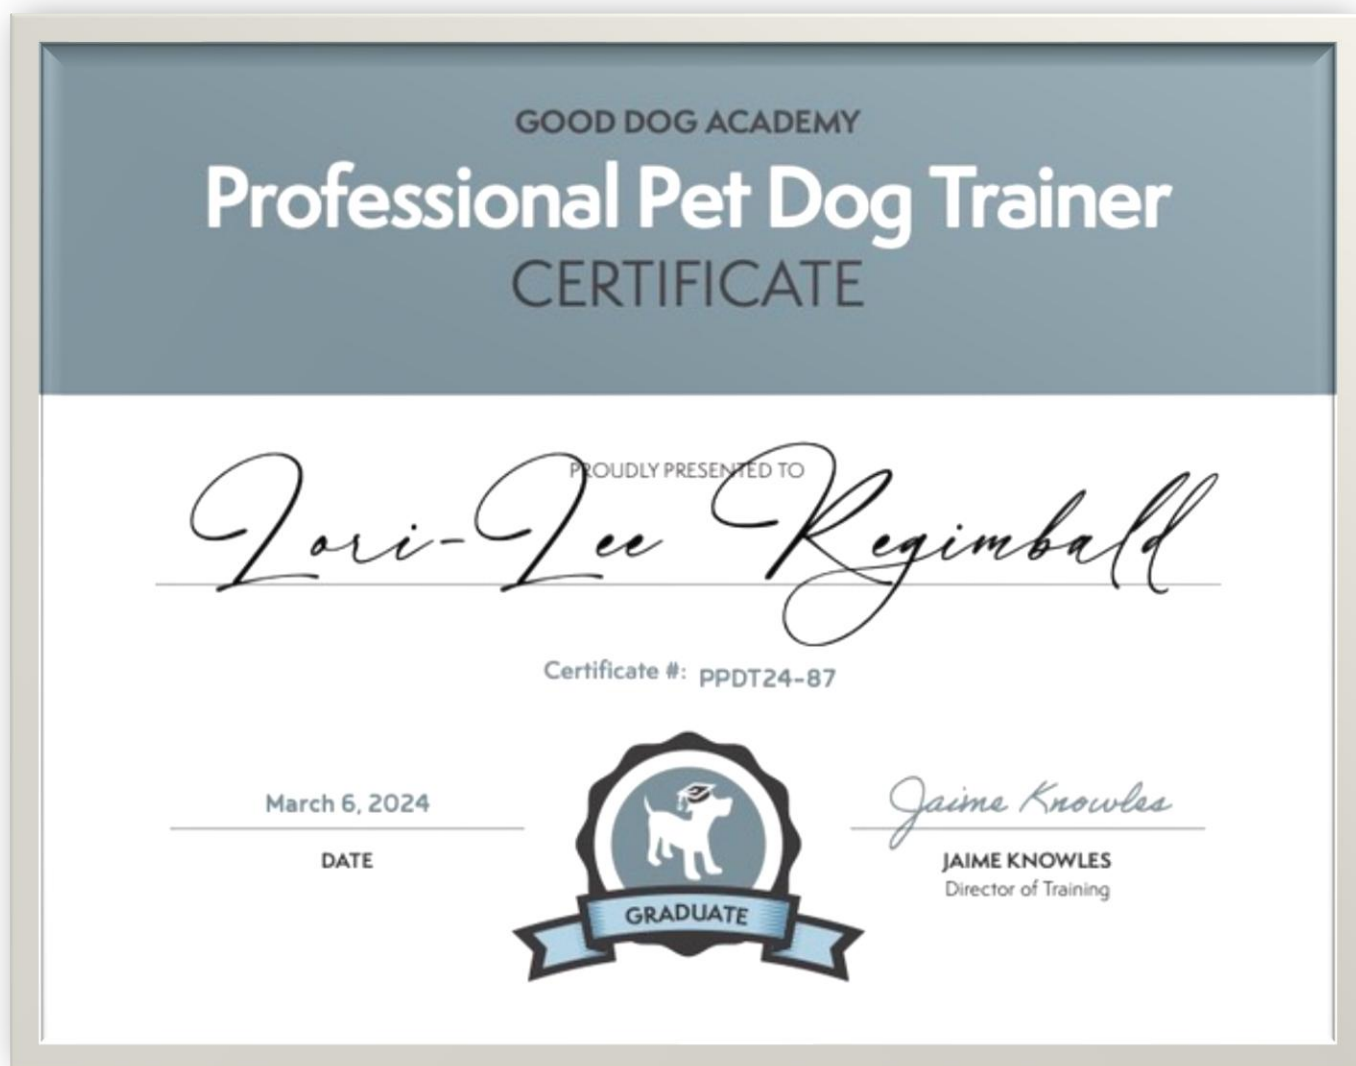 GOOD DOG ACADEMY
Professional Pet Dog Trainer
CERTIFICATE
PROUDLY PRESENTED TO
Lori-Lee Regimbald
Certificate #: PPDT24-87
March 6, 2024
DATE
GRADUATE
Jaime Knowles
JAIME KNOWLES
Director of Training